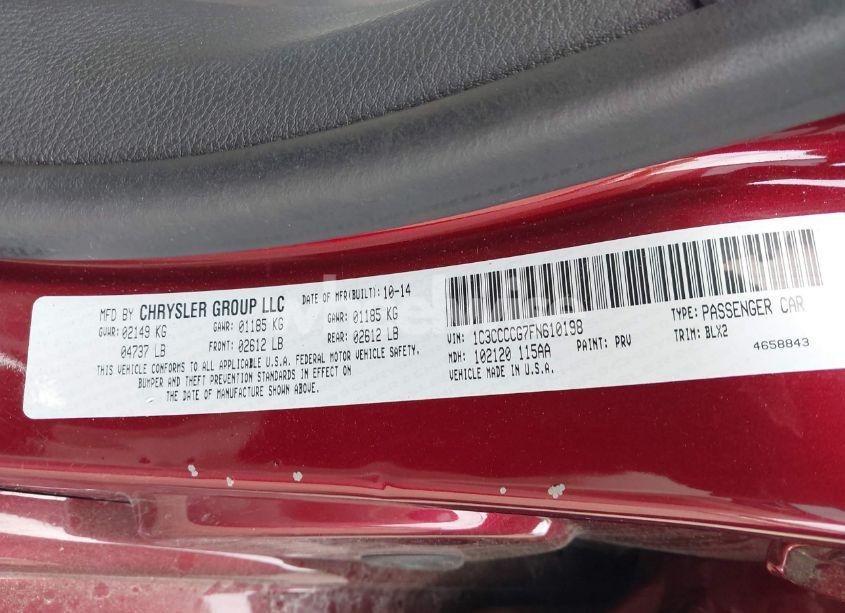 MFD BY CHRYSLER GROUP LLC DATE OF MFR(BUILT): 10-14
GVWR: 02149 KG GAWR: 01185 KG GAWR: 01185 KG
04737 LB FRONT: 02612 LB REAR: 02612 LB
THIS VEHICLE CONFORMS TO ALL APPLICABLE U.S.A. FEDERAL MOTOR VEHICLE SAFETY,
BUMPER AND THEFT PREVENTION STANDARDS IN EFFECT ON
THE DATE OF MANUFACTURE SHOWN ABOVE.
VIN: 1C3CCCCG7FN610198 TYPE: PASSENGER CAR
MDH: 102120 115AA PAINT: PRV TRIM: BLX2
VEHICLE MADE IN U.S.A. 4658843